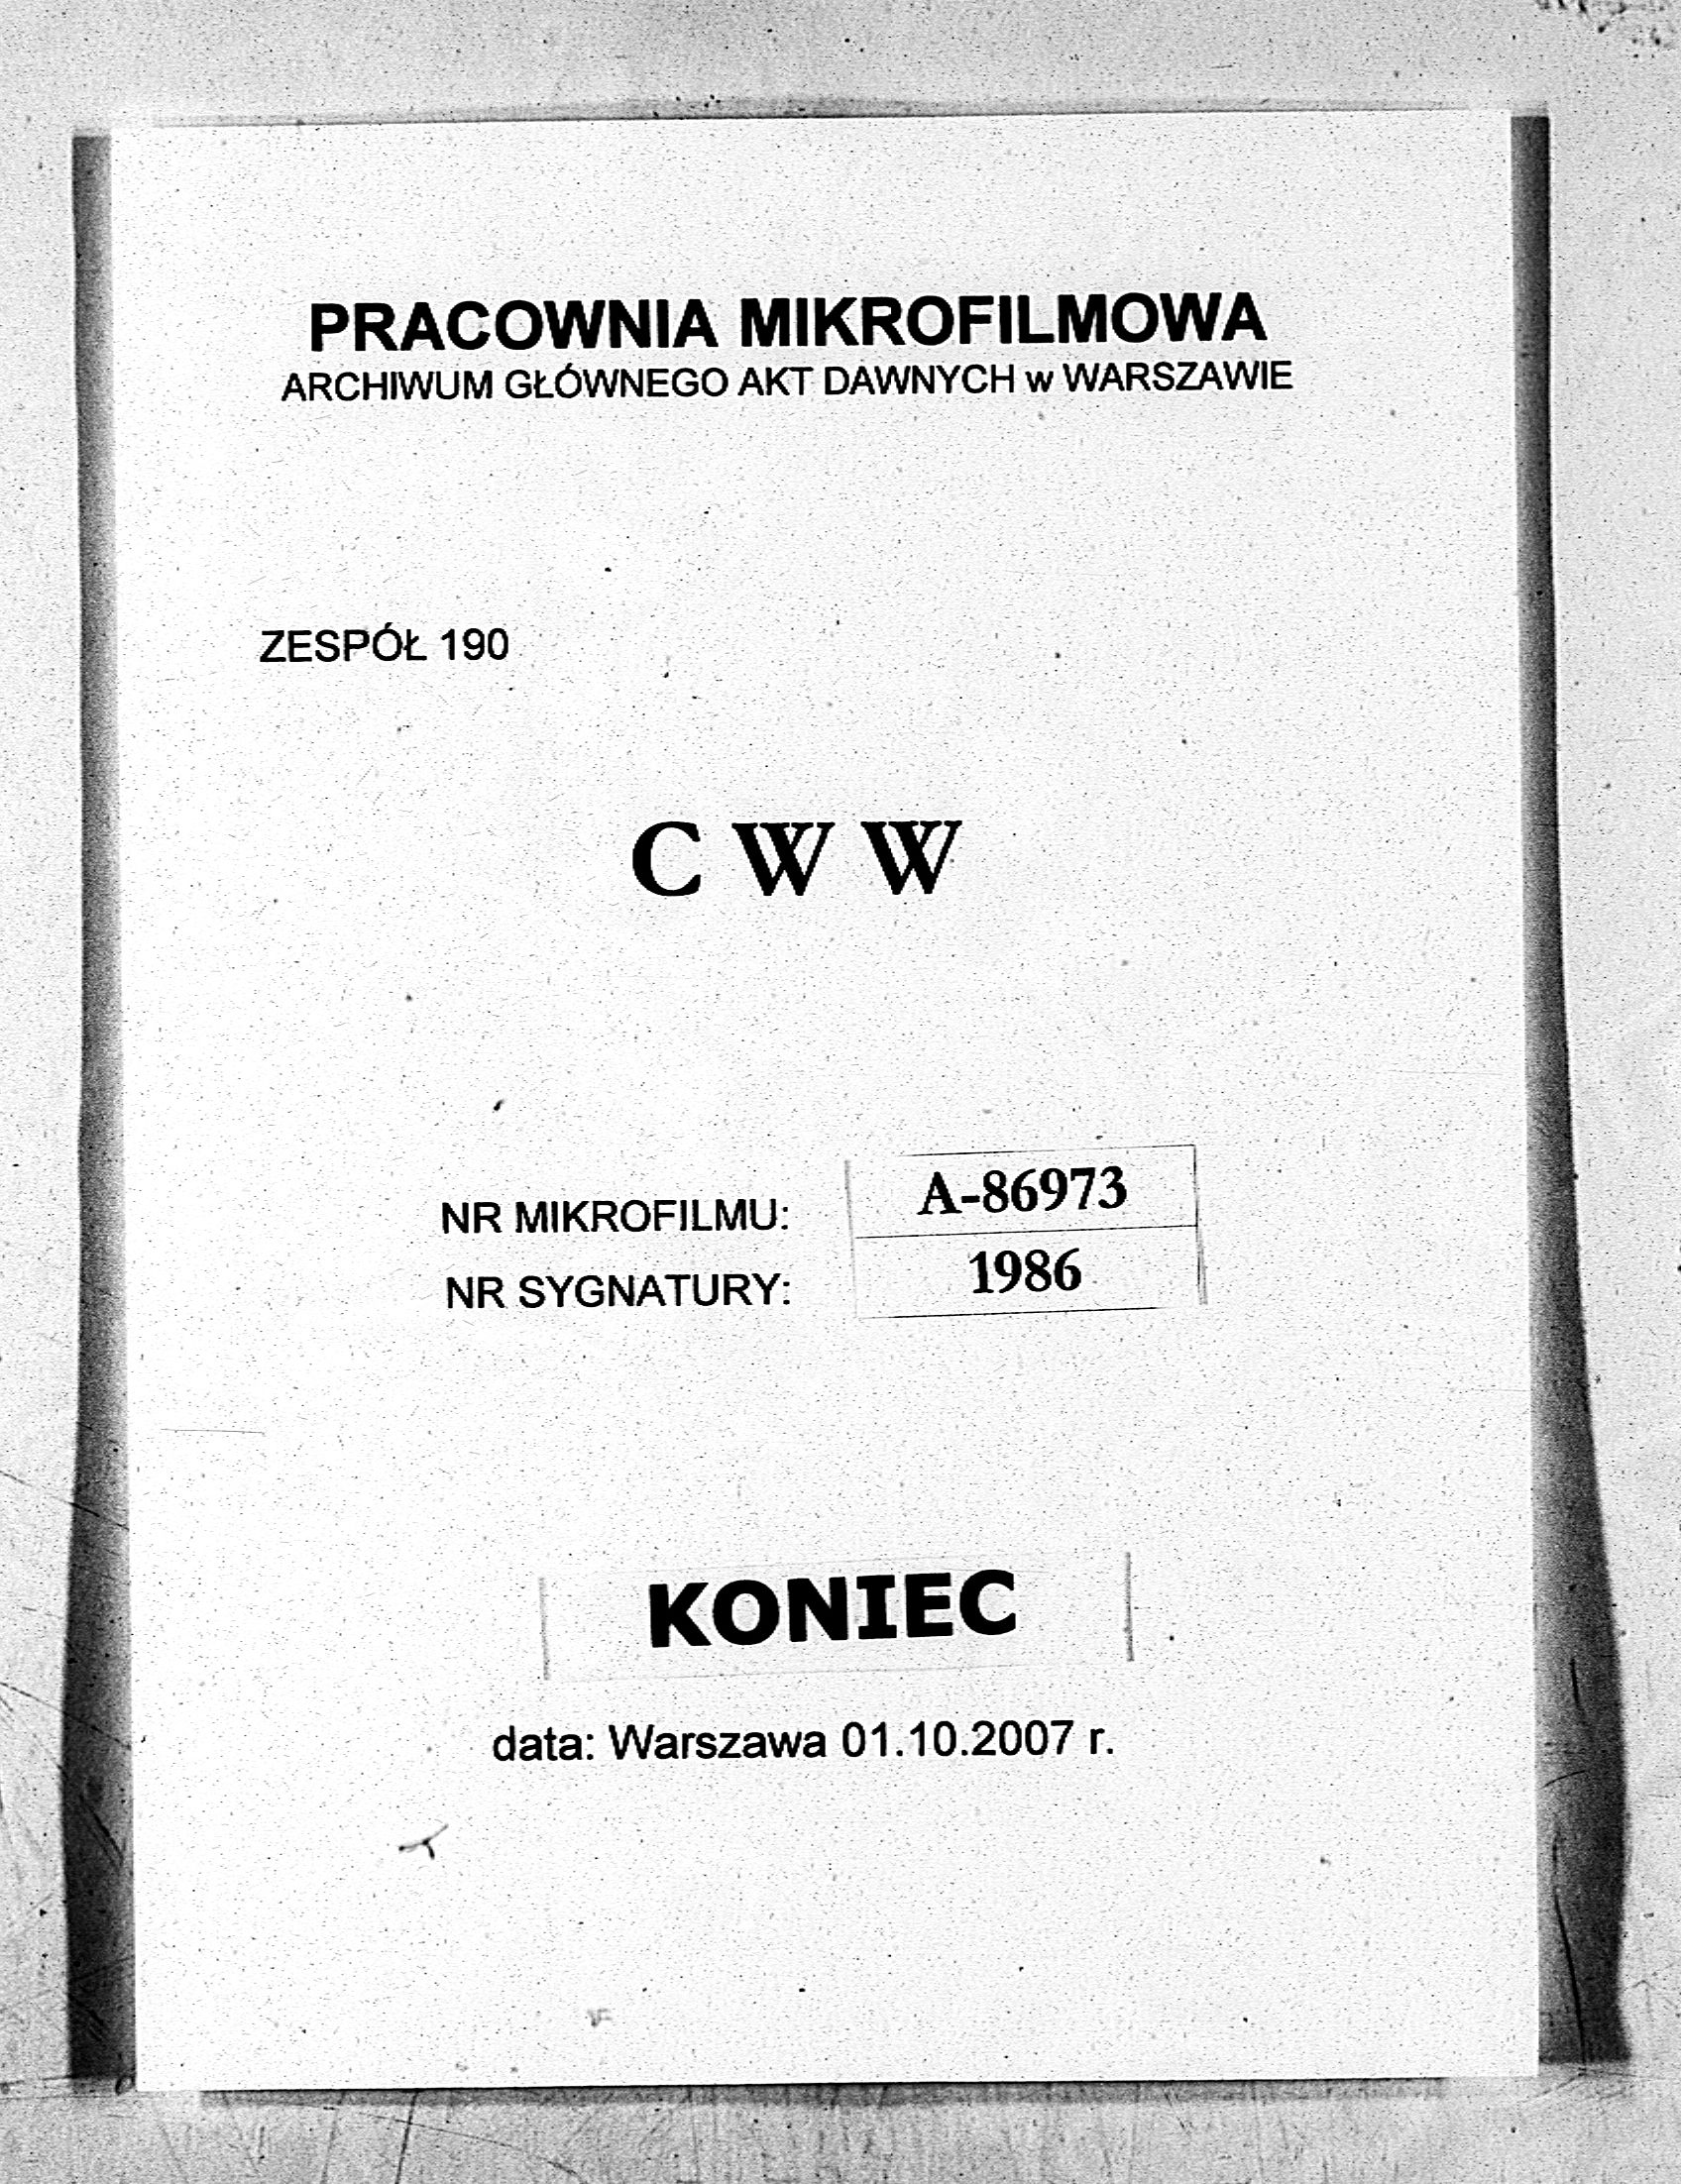 PRACOWNIA MIKROFILMOWA
ARCHIWUM GŁÓWNEGO AKT DAWNYCH w WARSZAWIE
ZESPÓŁ 190
C W W
NR MIKROFILMU: A-86973
NR SYGNATURY: 1986
KONIEC
data: Warszawa 01.10.2007 r.